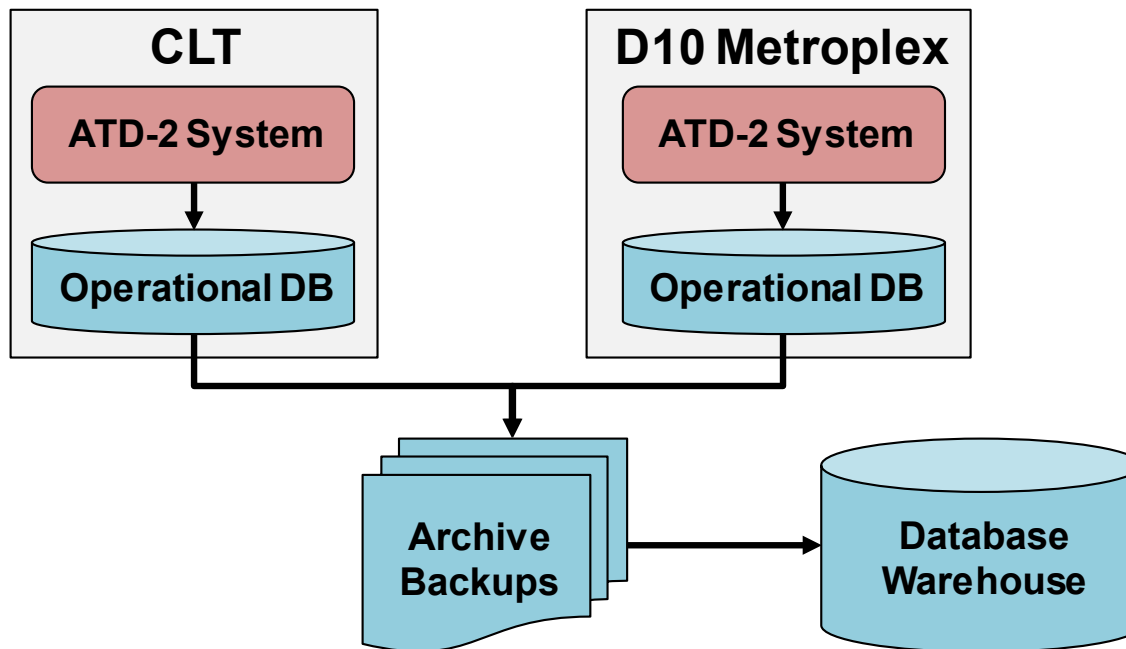 CLT
ATD-2 System
Operational DB
D10 Metroplex
ATD-2 System
Operational DB
Archive
Backups
Database
Warehouse